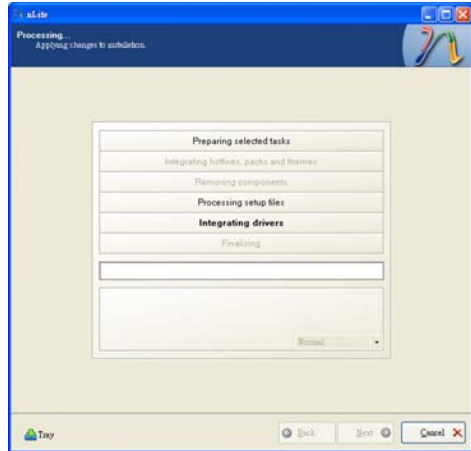 nLite
Processing...
Applying changes to installation.
Preparing selected tasks
Integrating hotfixes, packs and themes
Removing components
Processing setup files
Integrating drivers
Finalizing
Normal
Tray
Back
Next
Cancel